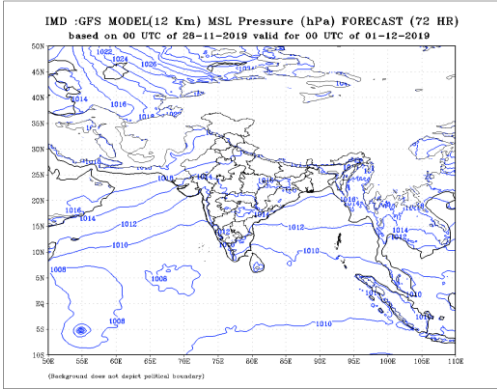 IMD :GFS MODEL(12 Km) MSL Pressure (hPa) FORECAST (72 HR)
based on 00 UTC of 28-11-2019 valid for 00 UTC of 01-12-2019
50N
1022
1024
1026
45N
1014
40N
1016
35N
30N
25N
1018
20N
1016
1014
1012
1012
15N
1010
1010
1014
10N
1008
5N
1008
1010
EQ
1008
5S
1010
10S
50E 55E 60E 65E 70E 75E 80E 85E 90E 95E 100E 105E 110E
(Background does not depict political boundary)